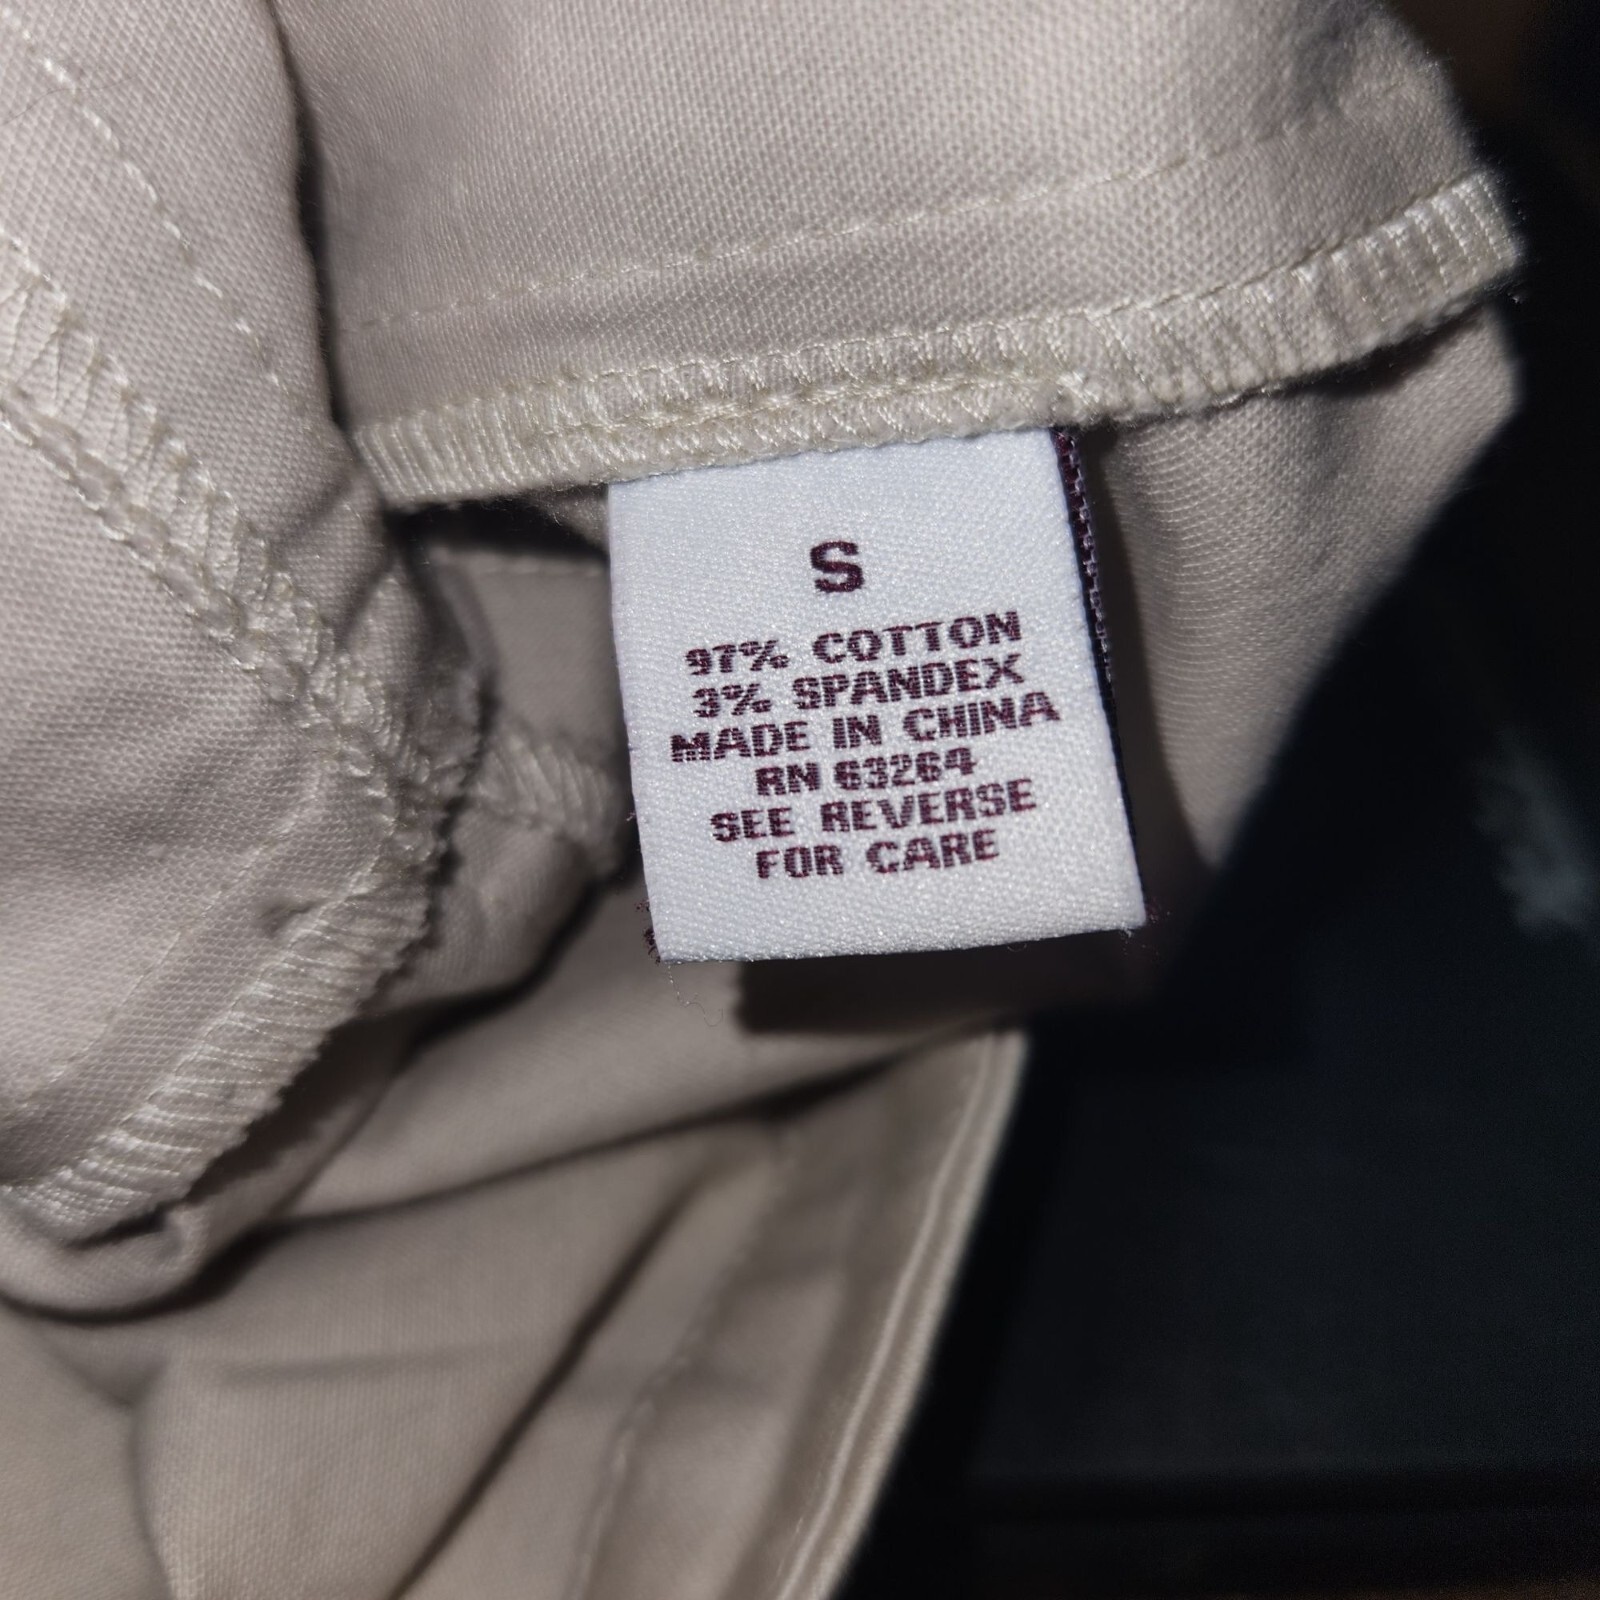 S
97% COTTON
3% SPANDEX
MADE IN CHINA
RN 63264
SEE REVERSE
FOR CARE